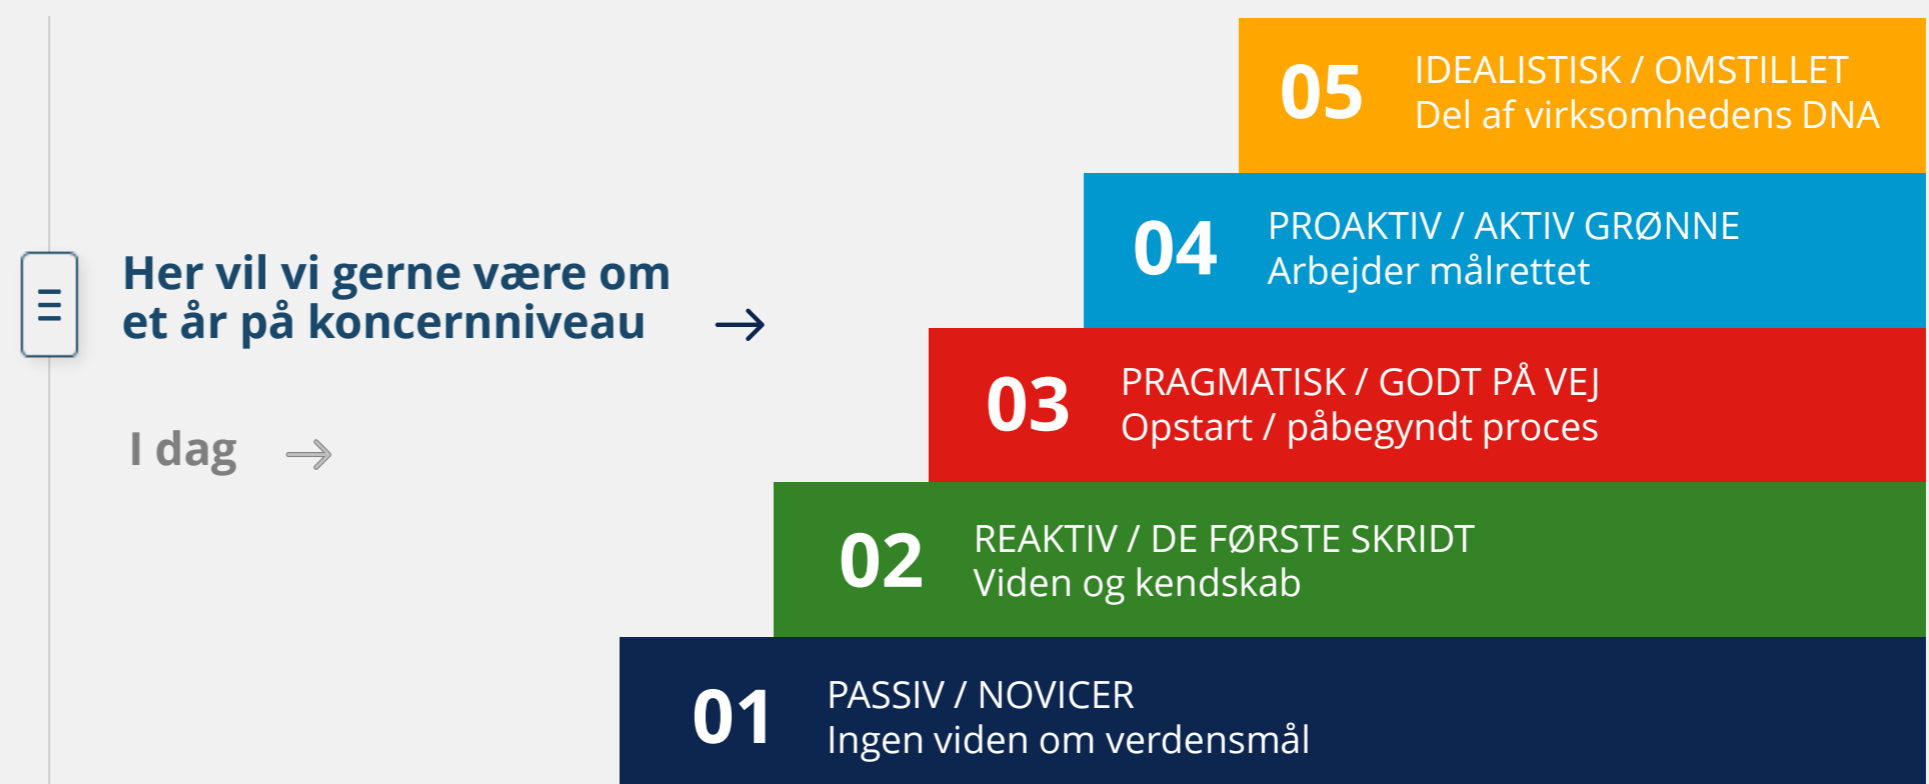 05
IDEALISTISK / OMSTILLET
Del af virksomhedens DNA
04
PROAKTIV / AKTIV GRØNNE
Arbejder målrettet
Her vil vi gerne være om
et år på koncernniveau
03
PRAGMATISK / GODT PÅ VEJ
Opstart / påbegyndt proces
I dag
02
REAKTIV / DE FØRSTE SKRIDT
Viden og kendskab
01
PASSIV / NOVICER
Ingen viden om verdensmål